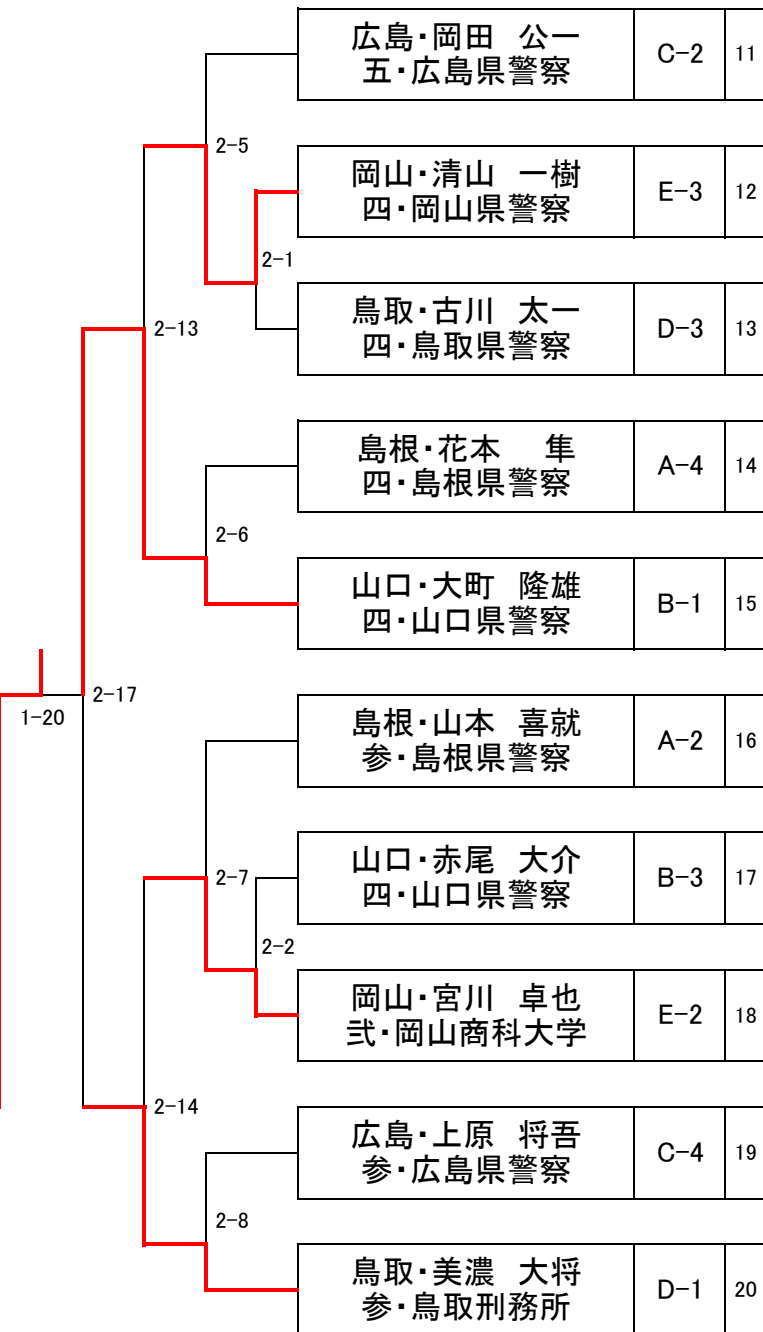 広島・岡田 公一
五・広島県警察
C-2
11
2-5
岡山・清山 一樹
四・岡山県警察
E-3
12
2-1
鳥取・古川 太一
四・鳥取県警察
D-3
13
2-13
島根・花本 隼
四・島根県警察
A-4
14
2-6
山口・大町 隆雄
四・山口県警察
B-1
15
2-17
1-20
島根・山本 喜就
参・島根県警察
A-2
16
2-7
山口・赤尾 大介
四・山口県警察
B-3
17
2-2
岡山・宮川 卓也
弐・岡山商科大学
E-2
18
2-14
広島・上原 将吾
参・広島県警察
C-4
19
2-8
鳥取・美濃 大将
参・鳥取刑務所
D-1
20